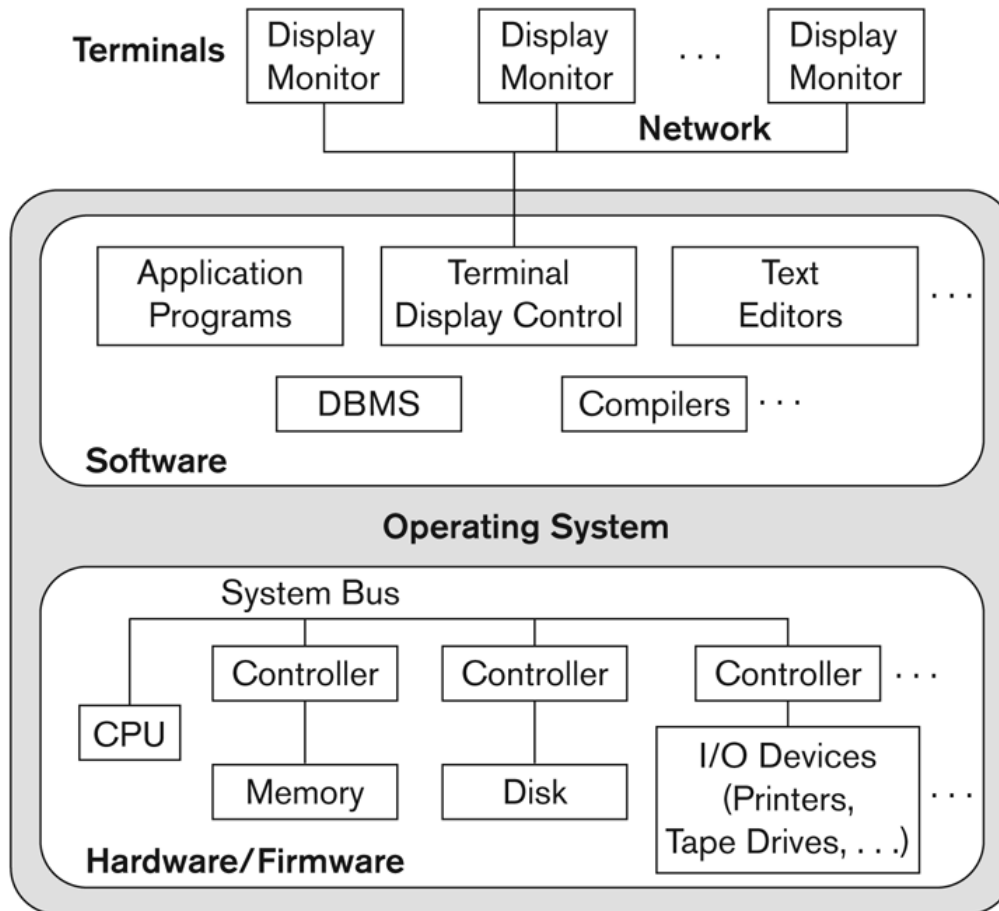 Terminals
Display
Monitor
Display
Monitor
. . .
Display
Monitor
Network
Application
Programs
Terminal
Display Control
Text
Editors
. . .
DBMS
Compilers
. . .
Software
Operating System
System Bus
Controller
Controller
Controller
. . .
CPU
Memory
Disk
I/O Devices
(Printers,
Tape Drives, . . .)
. . .
Hardware/Firmware